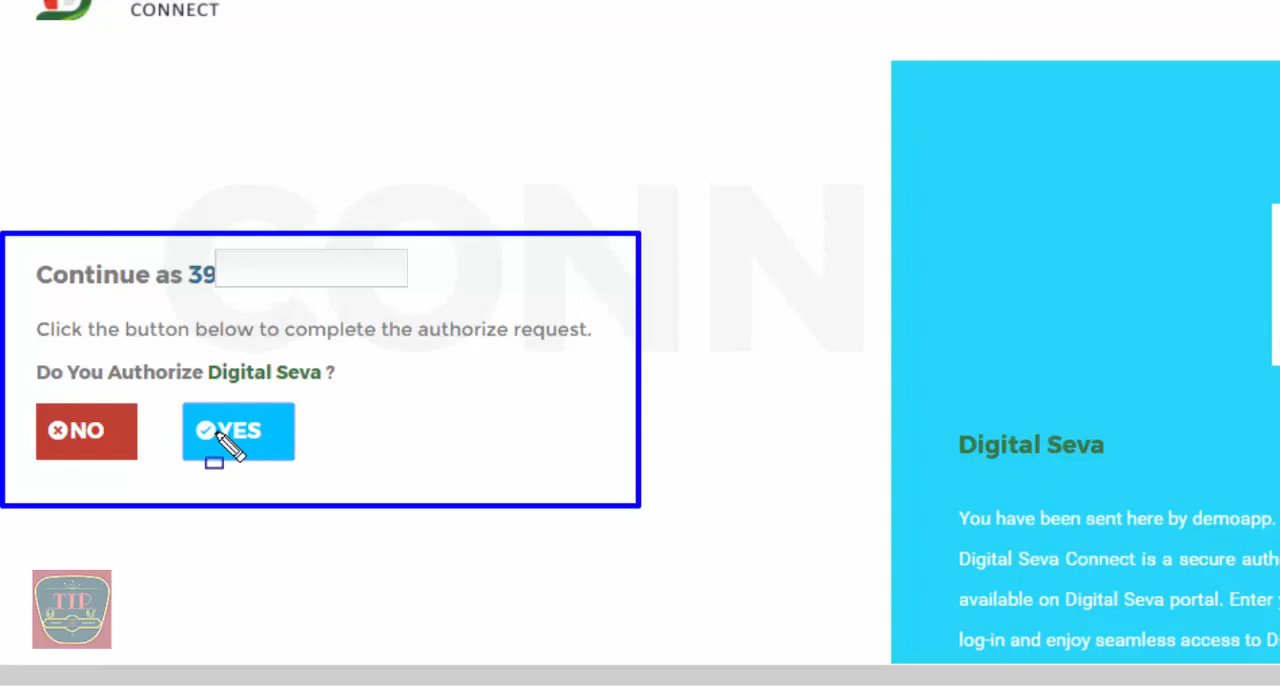 CONNECT
CONN
Continue as 39
Click the button below to complete the authorize request.
Do You Authorize Digital Seva ?
NO
YES
TIP
Digital Seva
You have been sent here by demoapp.
Digital Seva Connect is a secure auth
available on Digital Seva portal. Enter
log-in and enjoy seamless access to D